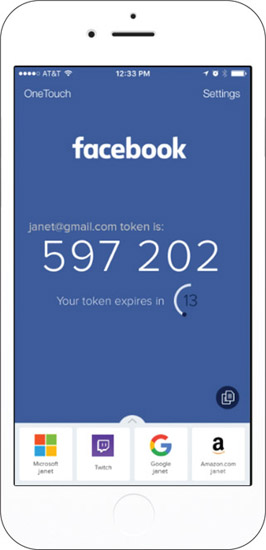 AT&T 12:33 PM
OneTouch Settings
facebook
janet@gmail.com token is:
597 202
Your token expires in 13
Microsoft
janet
Twitch
Google
janet
Amazon.com
janet